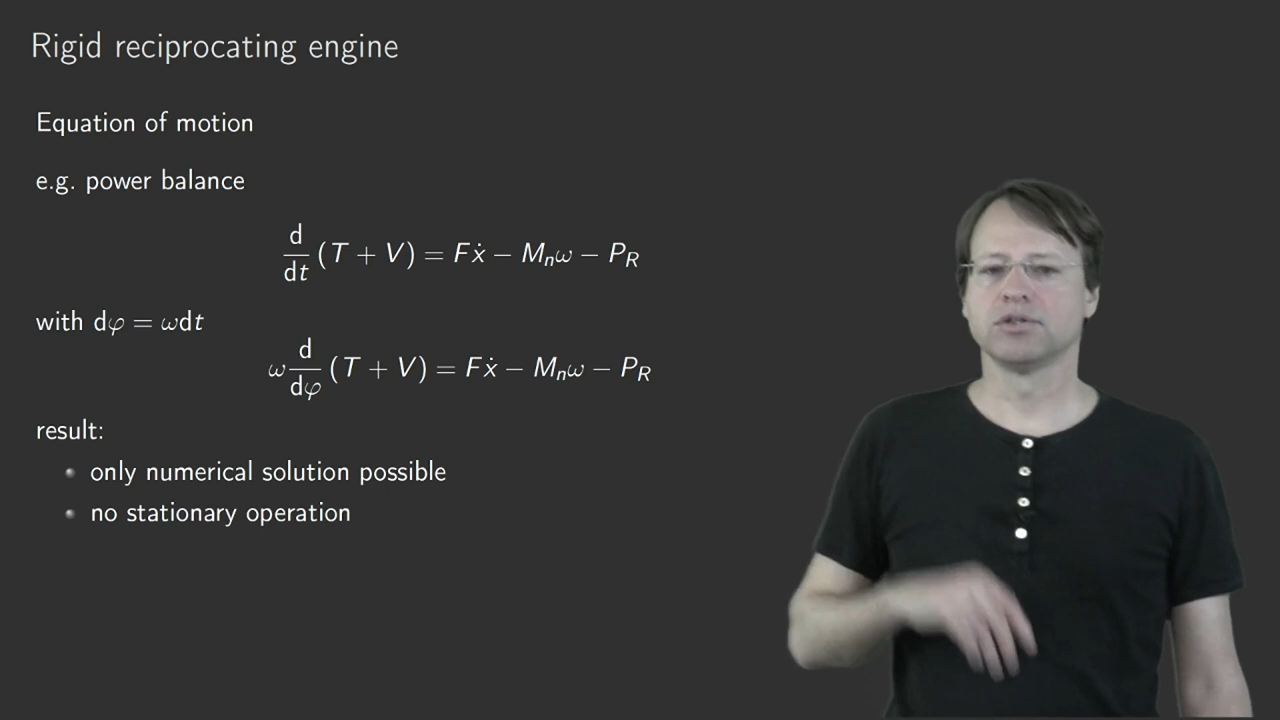 Rigid reciprocating engine
Equation of motion
e.g. power balance
d/dt (T + V) = Fẋ − Mₙω − P_R
with dφ = ωdt
ω d/dφ (T + V) = Fẋ − Mₙω − P_R
result:
• only numerical solution possible
• no stationary operation